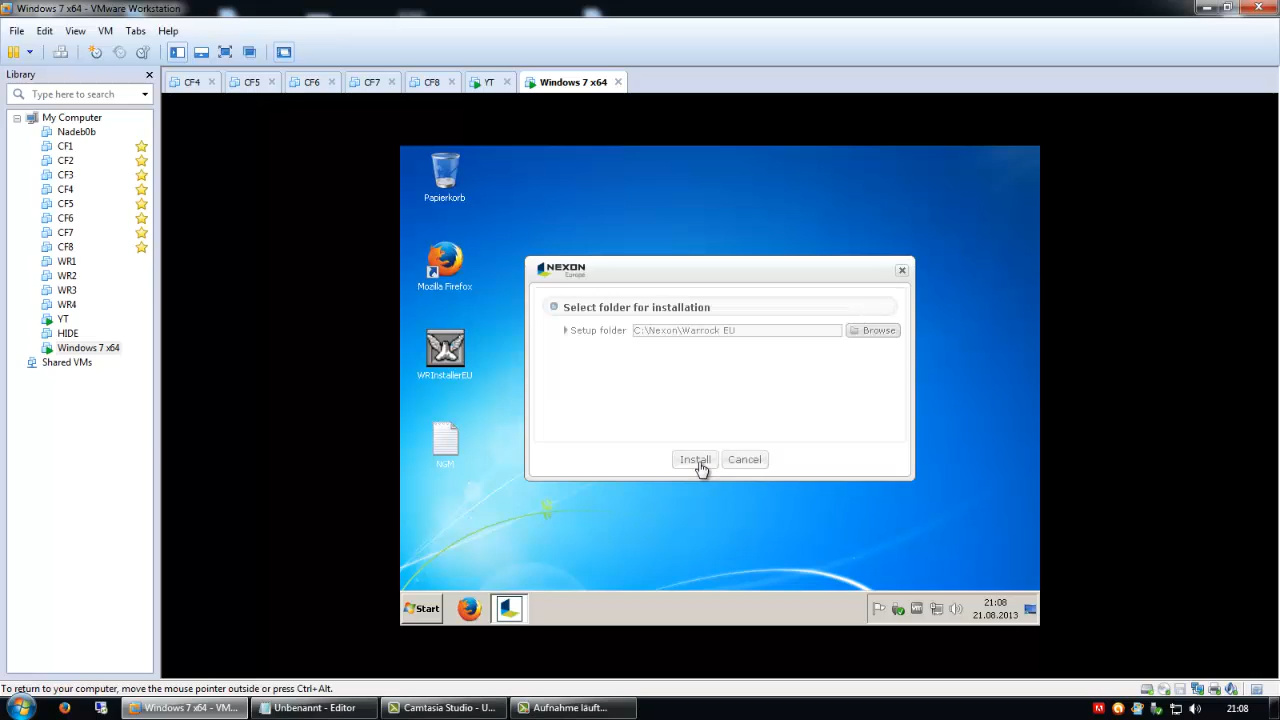 Windows 7 x64 - VMware Workstation
File Edit View VM Tabs Help
Library
Type here to search
My Computer
Nadeb0b
CF1
CF2
CF3
CF4
CF5
CF6
CF7
CF8
WR1
WR2
WR3
WR4
YT
HIDE
Windows 7 x64
Shared VMs
CF4 CF5 CF6 CF7 CF8 YT Windows 7 x64
Papierkorb
Mozilla Firefox
WRInstallerEU
NGM
NEXON
Europe
Select folder for installation
Setup folder C:\Nexon\Warrock EU Browse
Install Cancel
Start
21:08
21.08.2013
To return to your computer, move the mouse pointer outside or press Ctrl+Alt.
Windows 7 x64 - VM... Unbenannt - Editor Camtasia Studio - U... Aufnahme läuft... 21:08